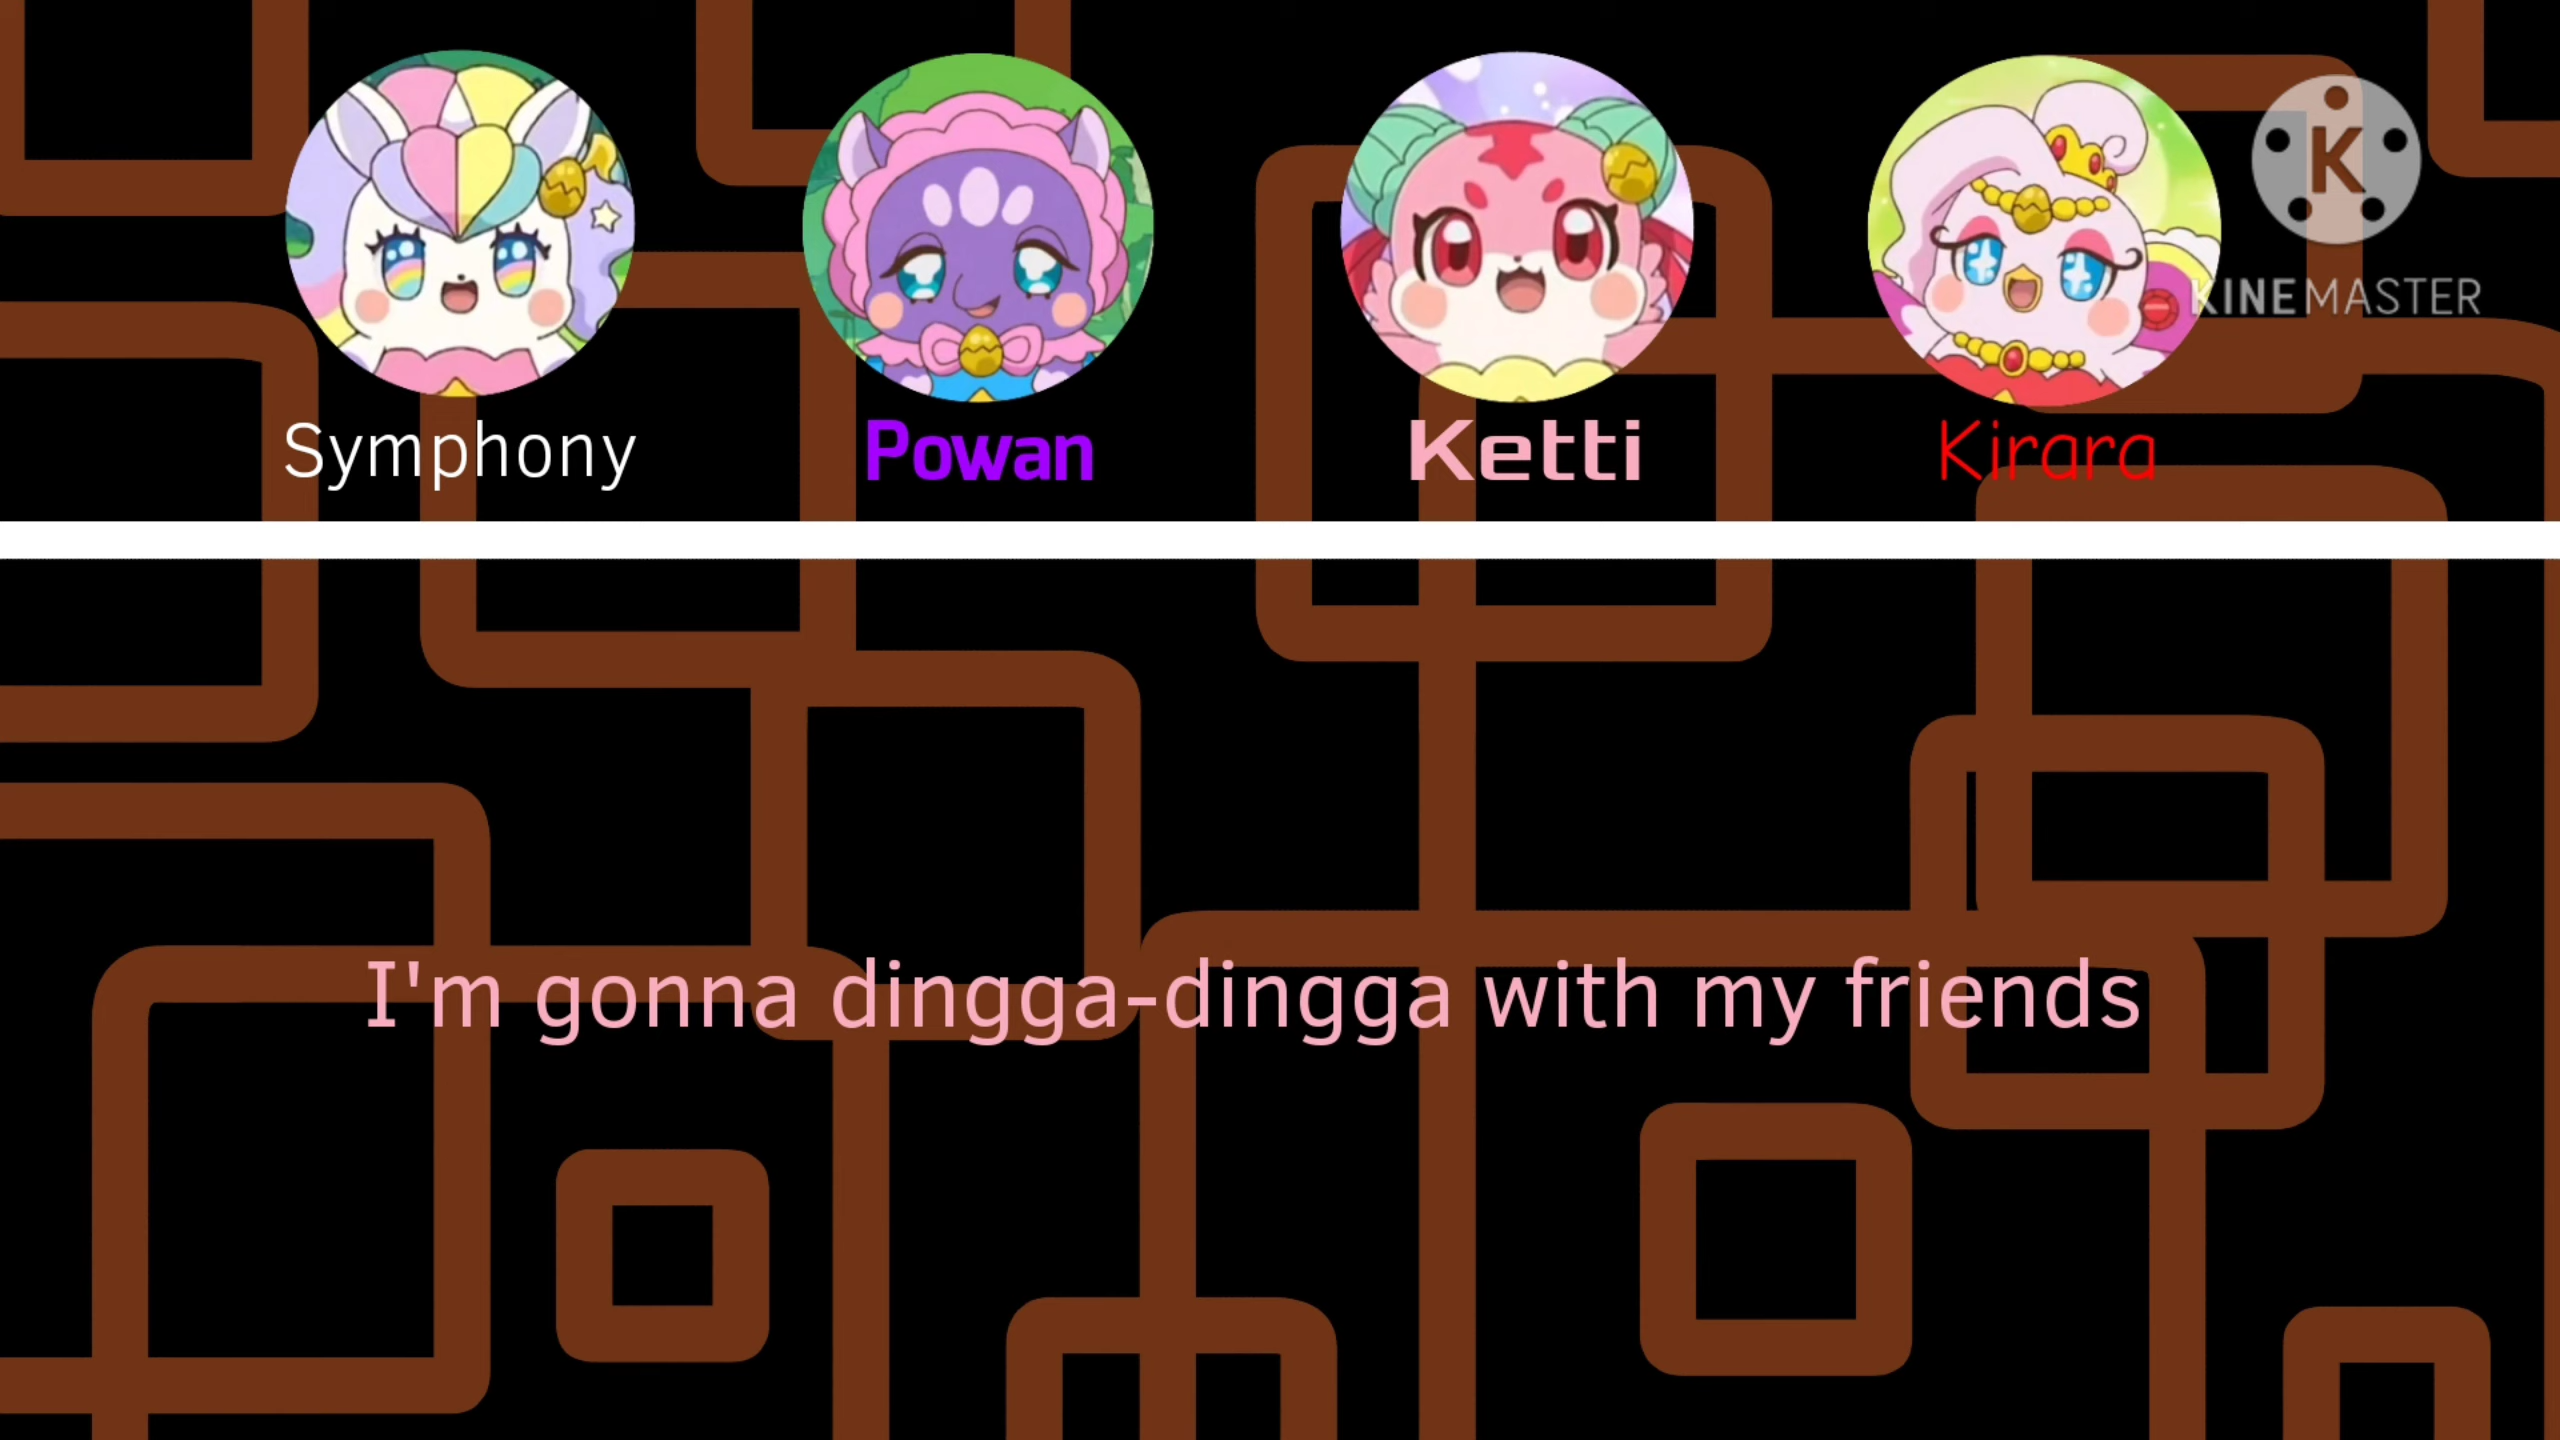 K
KINEMASTER
Symphony
Powan
Ketti
Kirara
I'm gonna dingga-dingga with my friends